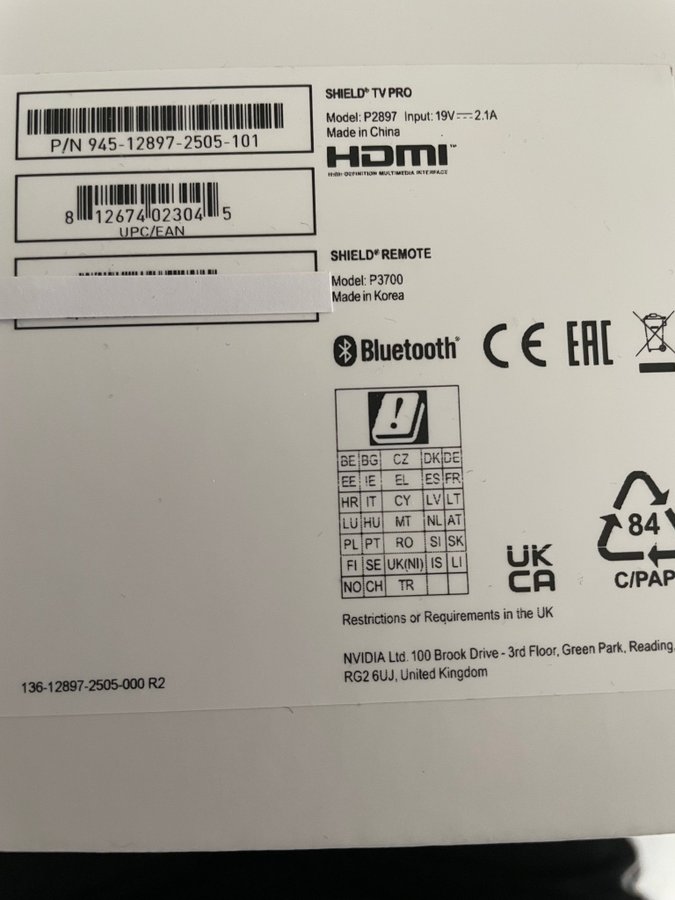 P/N 945-12897-2505-101
8 12674 02304 5
UPC/EAN
SHIELD® TV PRO
Model: P2897 Input: 19V⎓2.1A
Made in China
HDMI™
HIGH-DEFINITION MULTIMEDIA INTERFACE
SHIELD® REMOTE
Model: P3700
Made in Korea
Bluetooth® CE EAC
!
BE BG CZ DK DE
EE IE EL ES FR
HR IT CY LV LT
LU HU MT NL AT
PL PT RO SI SK
FI SE UK(NI) IS LI
NO CH TR
UK
CA
84
C/PAP
Restrictions or Requirements in the UK
NVIDIA Ltd. 100 Brook Drive - 3rd Floor, Green Park, Reading,
RG2 6UJ, United Kingdom
136-12897-2505-000 R2